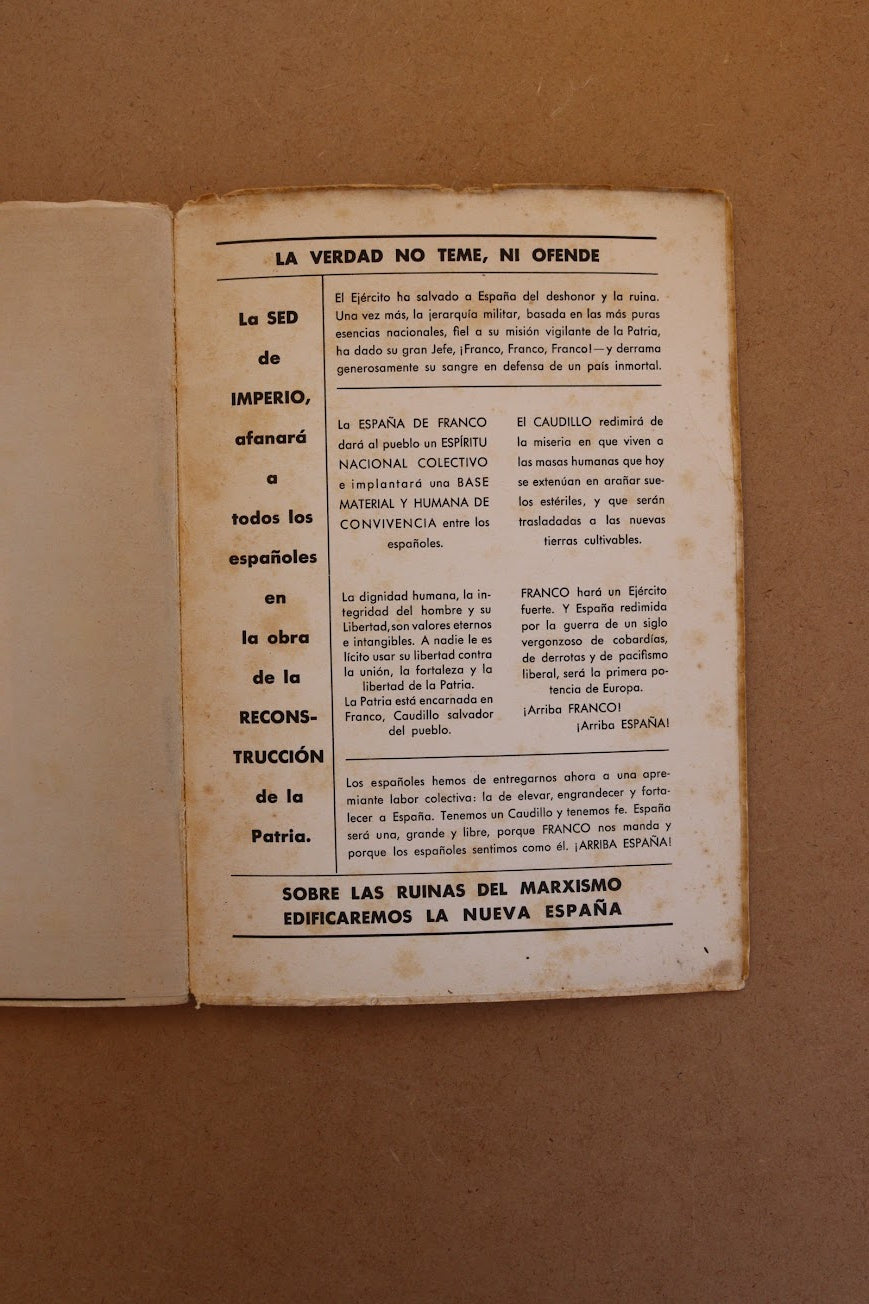 LA VERDAD NO TEME, NI OFENDE
La SED
de
IMPERIO,
afanará
a
todos los
españoles
en
la obra
de la
RECONS-
TRUCCIÓN
de la
Patria.
El Ejército ha salvado a España del deshonor y la ruina.
Una vez más, la jerarquía militar, basada en las más puras
esencias nacionales, fiel a su misión vigilante de la Patria,
ha dado su gran Jefe, ¡Franco, Franco, Franco!—y derrama
generosamente su sangre en defensa de un país inmortal.
La ESPAÑA DE FRANCO
dará al pueblo un ESPÍRITU
NACIONAL COLECTIVO
e implantará una BASE
MATERIAL Y HUMANA DE
CONVIVENCIA entre los
españoles.
El CAUDILLO redimirá de
la miseria en que viven a
las masas humanas que hoy
se extenúan en arañar sue-
los estériles, y que serán
trasladadas a las nuevas
tierras cultivables.
La dignidad humana, la in-
tegridad del hombre y su
Libertad,son valores eternos
e intangibles. A nadie le es
lícito usar su libertad contra
la unión, la fortaleza y la
libertad de la Patria.
La Patria está encarnada en
Franco, Caudillo salvador
del pueblo.
FRANCO hará un Ejército
fuerte. Y España redimida
por la guerra de un siglo
vergonzoso de cobardías,
de derrotas y de pacifismo
liberal, será la primera po-
tencia de Europa.
¡Arriba FRANCO!
¡Arriba ESPAÑA!
Los españoles hemos de entregarnos ahora a una apre-
miante labor colectiva: la de elevar, engrandecer y forta-
lecer a España. Tenemos un Caudillo y tenemos fe. España
será una, grande y libre, porque FRANCO nos manda y
porque los españoles sentimos como él. ¡ARRIBA ESPAÑA!
SOBRE LAS RUINAS DEL MARXISMO
EDIFICAREMOS LA NUEVA ESPAÑA